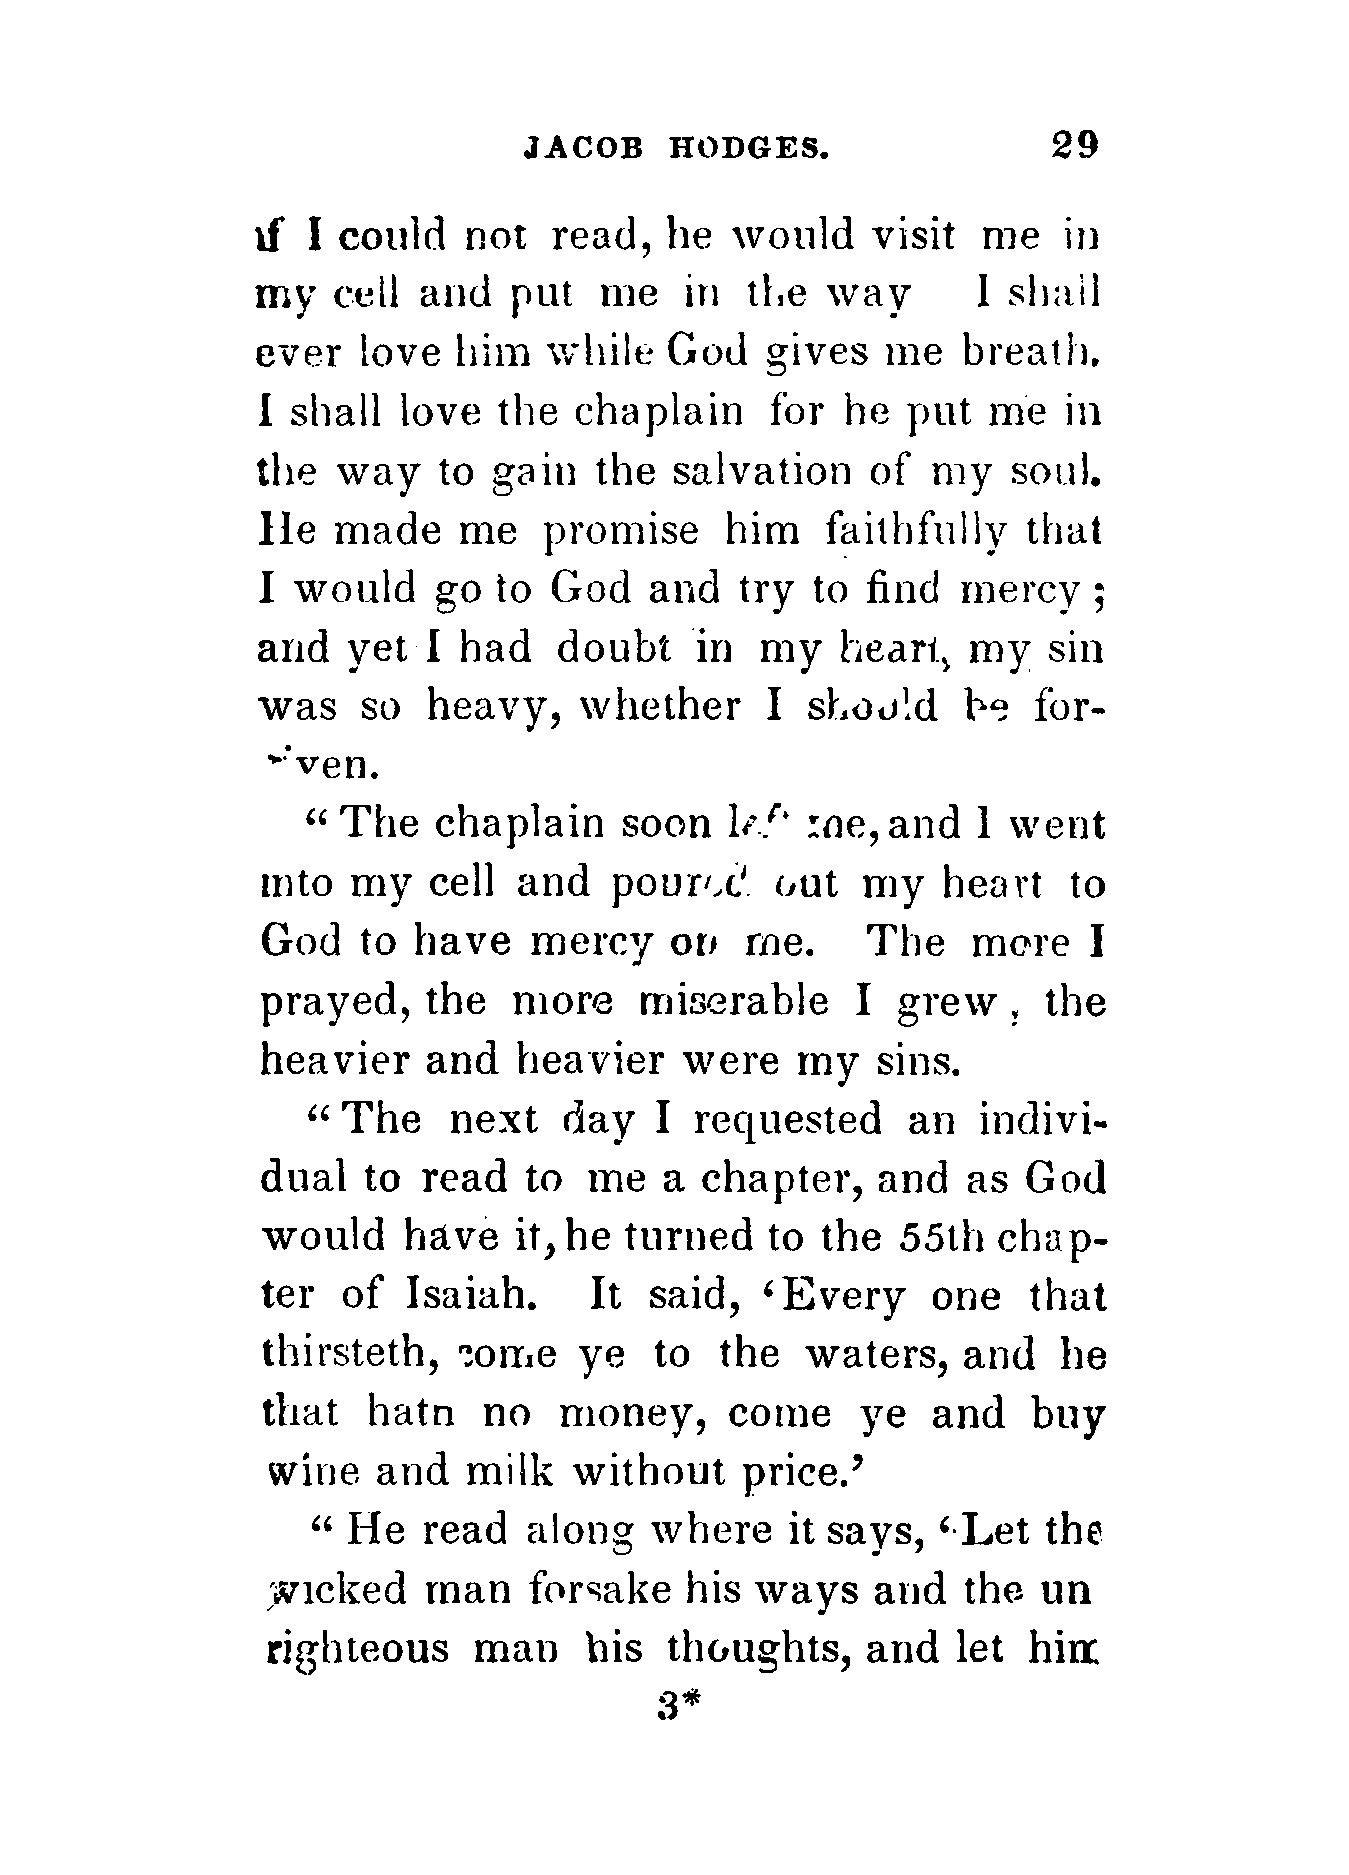 JACOB HODGES. 29
if I could not read, he would visit me in
my cell and put me in the way I shall
ever love him while God gives me breath.
I shall love the chaplain for he put me in
the way to gain the salvation of my soul.
He made me promise him faithfully that
I would go to God and try to find mercy ;
and yet I had doubt in my heart, my sin
was so heavy, whether I should be for-
given.
“ The chaplain soon left me, and I went
into my cell and poured out my heart to
God to have mercy on me. The more I
prayed, the more miserable I grew ; the
heavier and heavier were my sins.
“ The next day I requested an indivi-
dual to read to me a chapter, and as God
would have it, he turned to the 55th chap-
ter of Isaiah. It said, ‘ Every one that
thirsteth, come ye to the waters, and he
that hath no money, come ye and buy
wine and milk without price.’
“ He read along where it says, ‘ Let the
wicked man forsake his ways and the un
righteous man his thoughts, and let him
3*